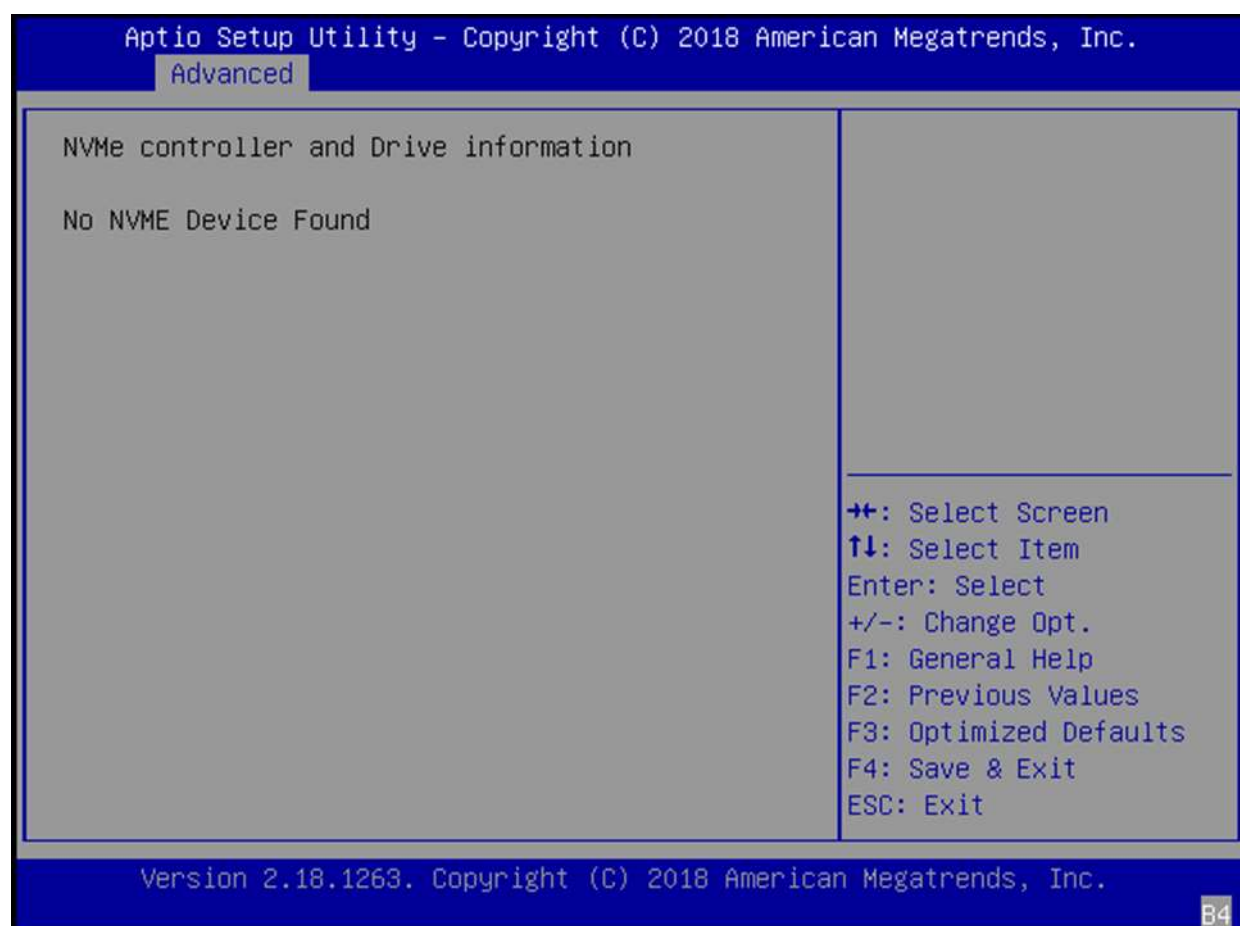 Aptio Setup Utility – Copyright (C) 2018 American Megatrends, Inc.
Advanced
NVMe controller and Drive information
No NVME Device Found
→←: Select Screen
↑↓: Select Item
Enter: Select
+/-: Change Opt.
F1: General Help
F2: Previous Values
F3: Optimized Defaults
F4: Save & Exit
ESC: Exit
Version 2.18.1263. Copyright (C) 2018 American Megatrends, Inc.
B4